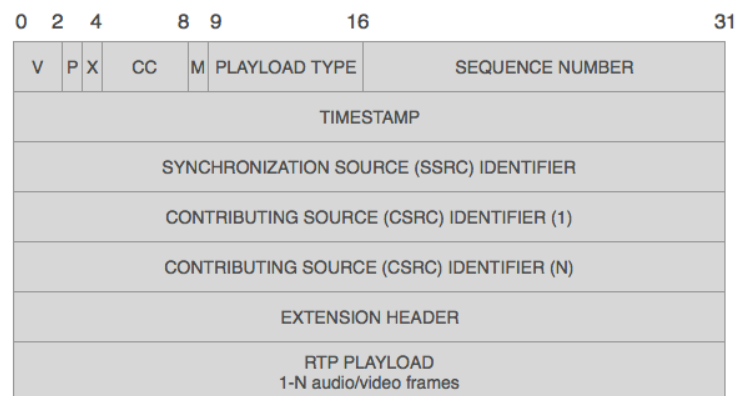 0 2 4 8 9 16 31
V P X CC M PLAYLOAD TYPE SEQUENCE NUMBER
TIMESTAMP
SYNCHRONIZATION SOURCE (SSRC) IDENTIFIER
CONTRIBUTING SOURCE (CSRC) IDENTIFIER (1)
CONTRIBUTING SOURCE (CSRC) IDENTIFIER (N)
EXTENSION HEADER
RTP PLAYLOAD
1-N audio/video frames